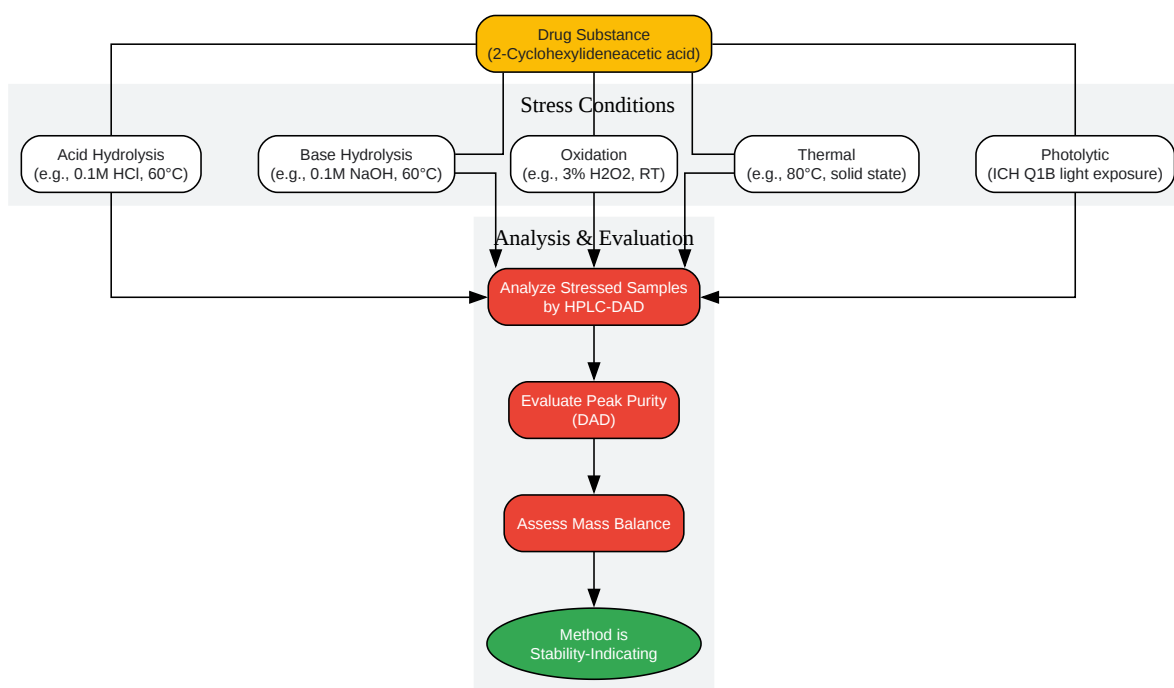 Drug Substance
(2-Cyclohexylideneacetic acid)
Stress Conditions
Acid Hydrolysis
(e.g., 0.1M HCl, 60°C)
Base Hydrolysis
(e.g., 0.1M NaOH, 60°C)
Oxidation
(e.g., 3% H2O2, RT)
Thermal
(e.g., 80°C, solid state)
Photolytic
(ICH Q1B light exposure)
Analysis & Evaluation
Analyze Stressed Samples
by HPLC-DAD
Evaluate Peak Purity
(DAD)
Assess Mass Balance
Method is
Stability-Indicating